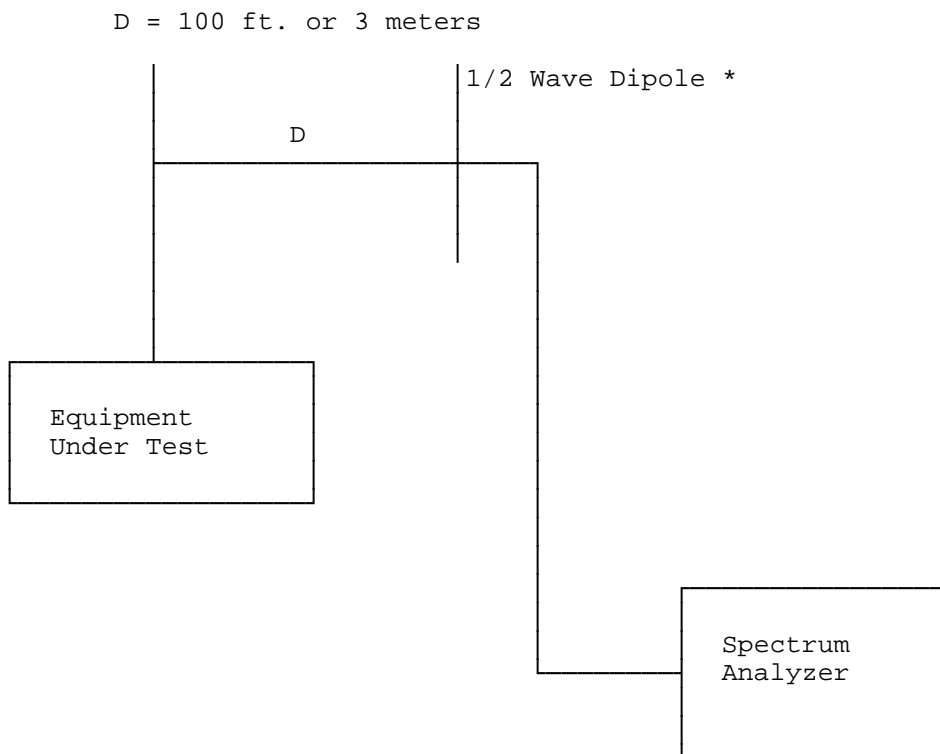 D = 100 ft. or 3 meters
1/2 Wave Dipole *
D
Equipment
Under Test
Spectrum
Analyzer